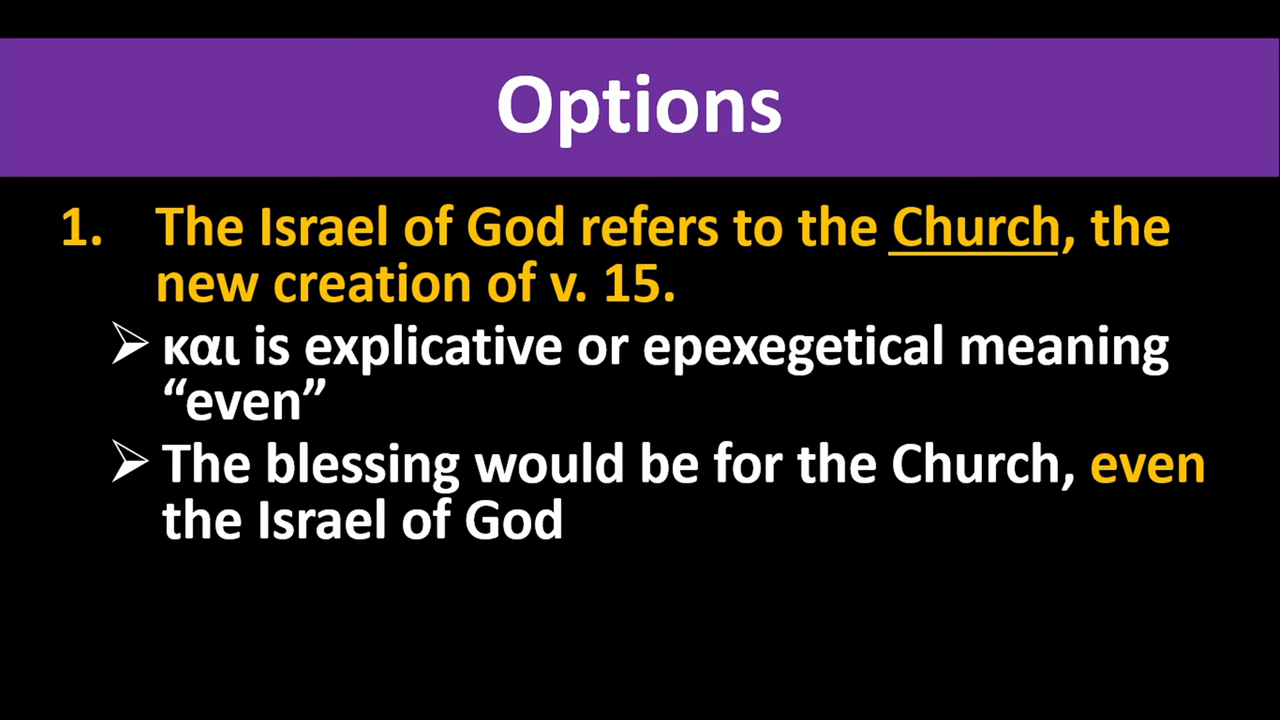 Options
1. The Israel of God refers to the Church, the
new creation of v. 15.
➢ και is explicative or epexegetical meaning
“even”
➢ The blessing would be for the Church, even
the Israel of God